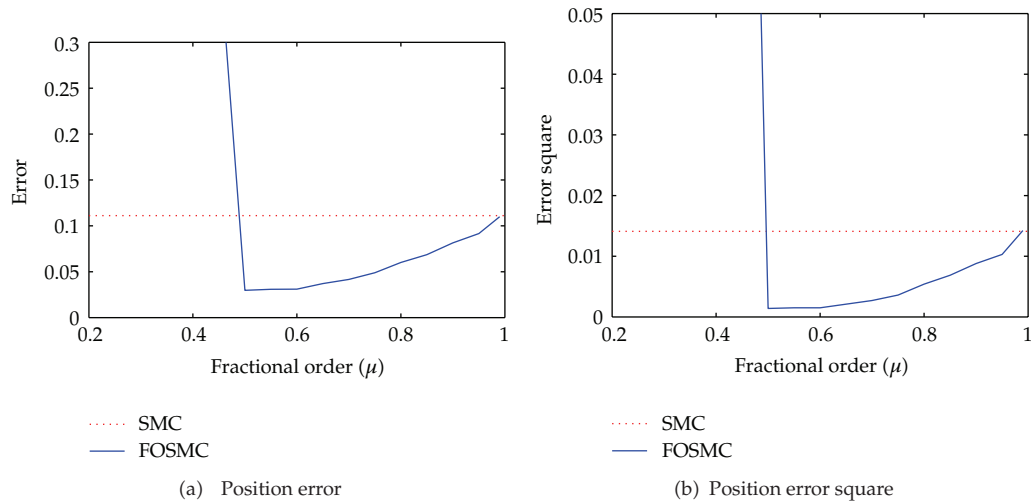 0.3
0.25
0.2
0.15
0.1
0.05
0
Error
0.2
0.4
0.6
0.8
1
Fractional order (μ)
SMC
FOSMC
(a) Position error
0.05
0.04
0.03
0.02
0.01
0
Error square
0.2
0.4
0.6
0.8
1
Fractional order (μ)
SMC
FOSMC
(b) Position error square